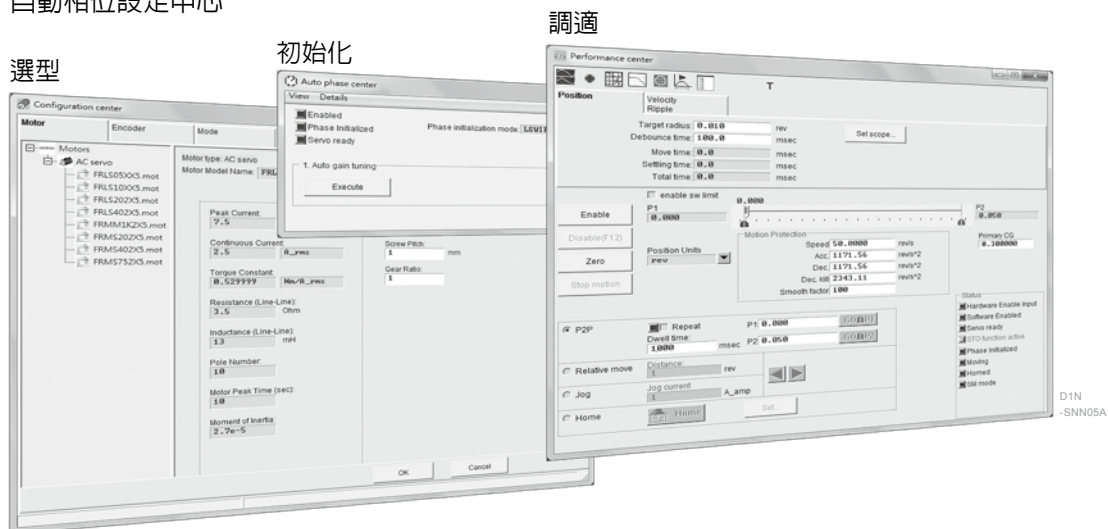 自動相位設定中心
選型
初始化
調適
Configuration center
Motor
Encoder
Mode
Motors
AC servo
FRLS05XX5.mot
FRLS10XX5.mot
FRLS202X5.mot
FRLS402X5.mot
FRMM1K2X5.mot
FRMS202X5.mot
FRMS402X5.mot
FRMS752X5.mot
Motor type: AC servo
Motor Model Name: FRL
Peak Current:
7.5
Continuous Current:
2.5 A_rms
Torque Constant:
0.529999 Nm/A_rms
Resistance (Line-Line):
3.5 Ohm
Inductance (Line-Line):
13 mH
Pole Number:
10
Motor Peak Time (sec):
10
Moment of Inertia:
2.7e-5
Screw Pitch:
1 mm
Gear Ratio:
1
OK
Cancel
Auto phase center
View Details
Enabled
Phase Initialized
Servo ready
Phase initialization mode:
1. Auto gain tuning
Execute
Performance center
T
Position
Velocity Ripple
Target radius: 0.010 rev
Debounce time: 100.0 msec
Move time: 0.0 msec
Settling time: 0.0 msec
Total time: 0.0 msec
Set scope...
enable sw limit
0.000
P1
0.000
P2
0.050
Enable
Disable(F12)
Zero
Stop motion
Position Units
rev
Motion Protection
Speed 50.0000 rev/s
Acc. 1171.56 rev/s^2
Dec. 1171.56 rev/s^2
Dec. kill 2343.11 rev/s^2
Smooth factor 100
Primary CG
0.300000
P2P
Repeat
Dwell time:
1000 msec
P1 0.000
P2 0.050
Relative move
Distance:
1 rev
Jog
Jog current
1 A_amp
Home
Home
Set...
Status
Hardware Enable Input
Software Enabled
Servo ready
STO function active
Phase Initialized
Moving
Homed
SM mode
D1N
-SNN05A